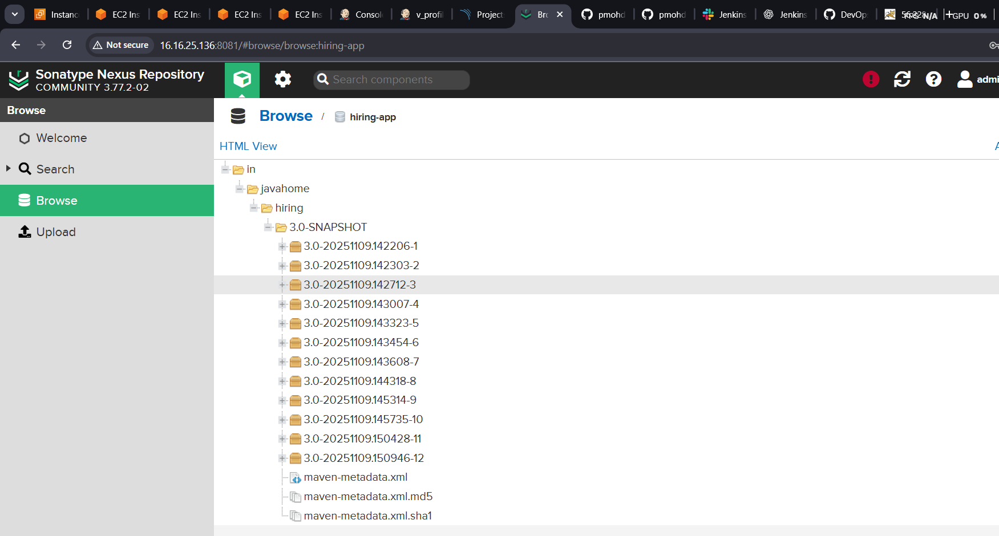 Instanc
EC2 Ins
EC2 Ins
EC2 Ins
EC2 Ins
Consol
v_profil
Project
Bro
pmohd
pmohd
Jenkins
Jenkins
DevOp
N/A
GPU 0 %
Not secure
16.16.25.136:8081/#browse/browse:hiring-app
Sonatype Nexus Repository
COMMUNITY 3.77.2-02
Search components
admi
Browse
Welcome
Search
Browse
Upload
Browse / hiring-app
HTML View
in
javahome
hiring
3.0-SNAPSHOT
3.0-20251109.142206-1
3.0-20251109.142303-2
3.0-20251109.142712-3
3.0-20251109.143007-4
3.0-20251109.143323-5
3.0-20251109.143454-6
3.0-20251109.143608-7
3.0-20251109.144318-8
3.0-20251109.145314-9
3.0-20251109.145735-10
3.0-20251109.150428-11
3.0-20251109.150946-12
maven-metadata.xml
maven-metadata.xml.md5
maven-metadata.xml.sha1